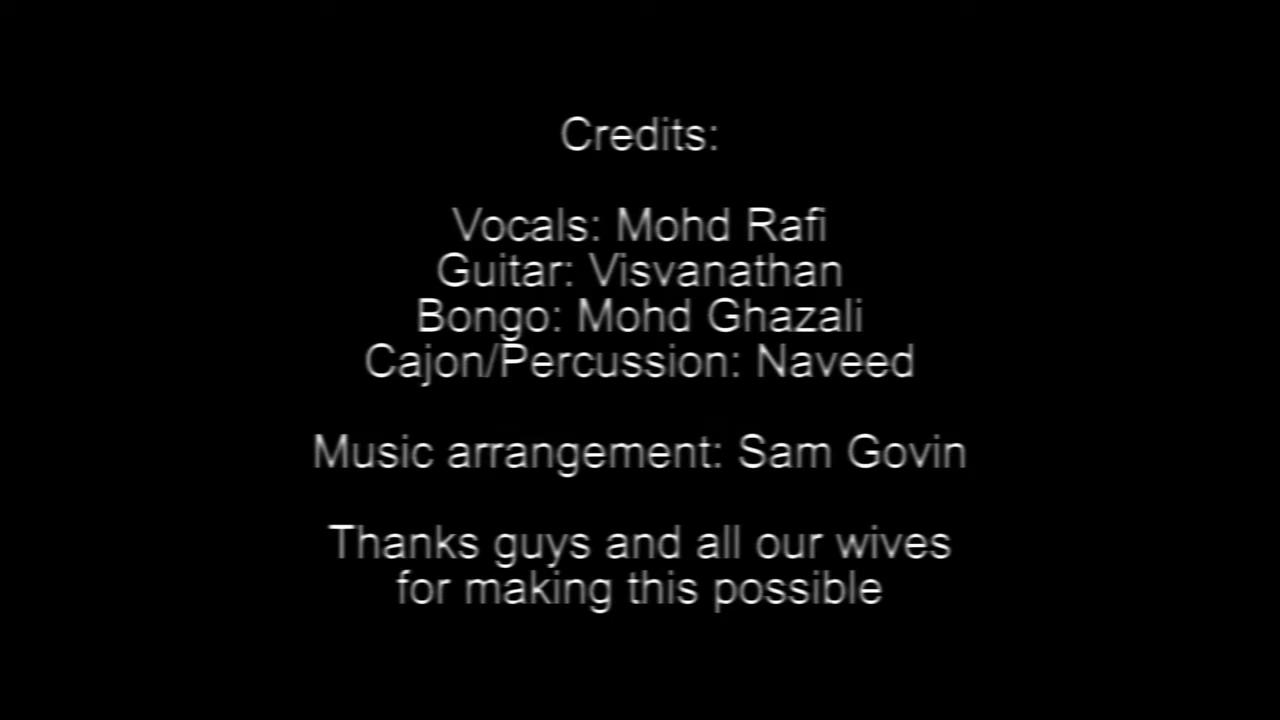 Credits:
Vocals: Mohd Rafi
Guitar: Visvanathan
Bongo: Mohd Ghazali
Cajon/Percussion: Naveed
Music arrangement: Sam Govin
Thanks guys and all our wives
for making this possible